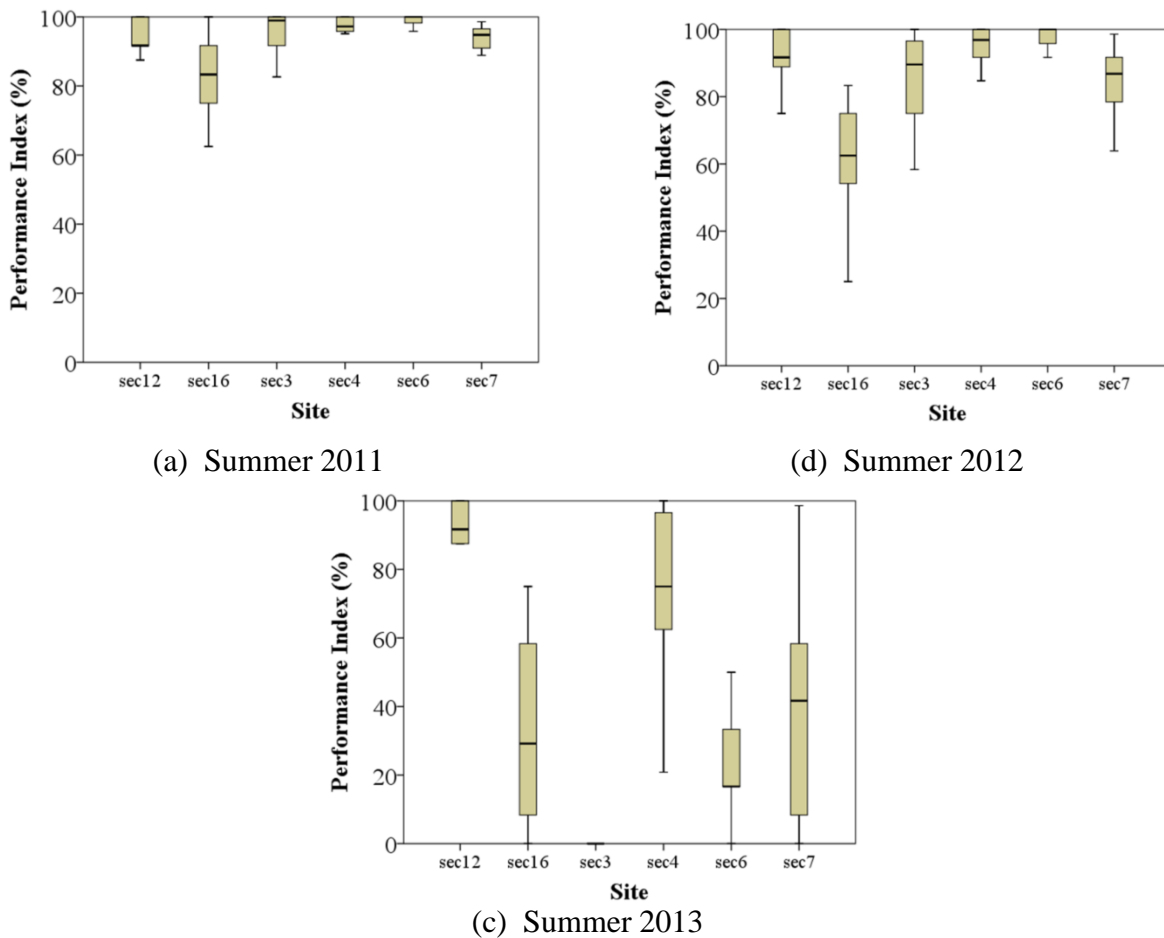 Performance Index (%)
100
80
60
40
20
0
sec12 sec16 sec3 sec4 sec6 sec7
Site
(a) Summer 2011
Performance Index (%)
100
80
60
40
20
0
sec12 sec16 sec3 sec4 sec6 sec7
Site
(d) Summer 2012
Performance Index (%)
100
80
60
40
20
0
sec12 sec16 sec3 sec4 sec6 sec7
Site
(c) Summer 2013